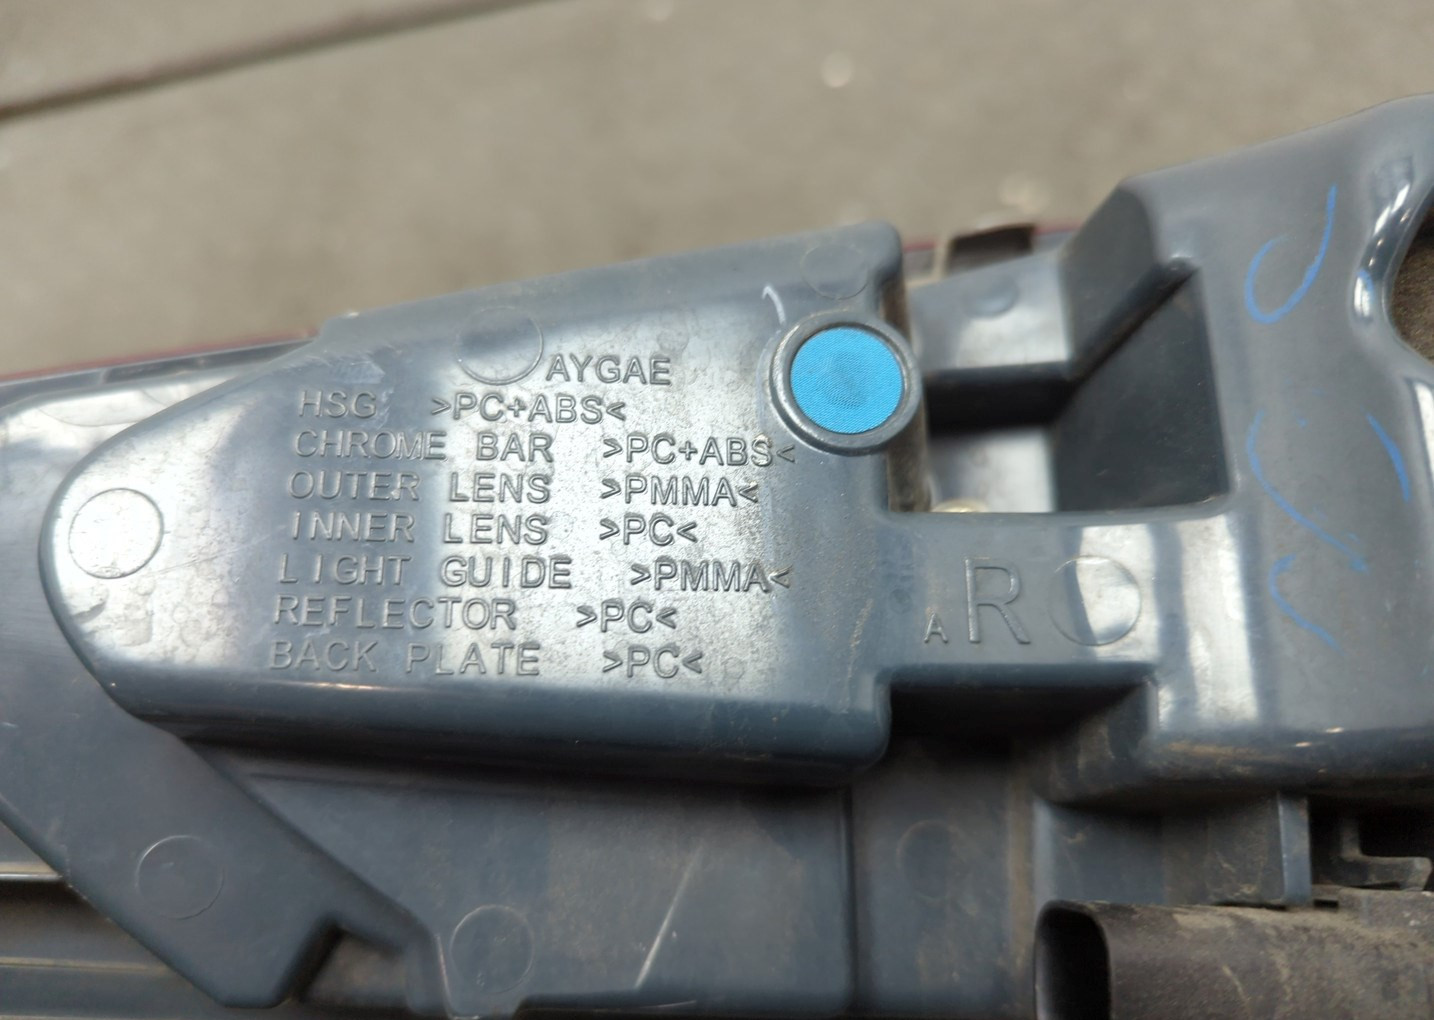 AYGAE
HSG >PC+ABS<
CHROME BAR >PC+ABS<
OUTER LENS >PMMA<
INNER LENS >PC<
LIGHT GUIDE >PMMA<
REFLECTOR >PC<
BACK PLATE >PC<
A R